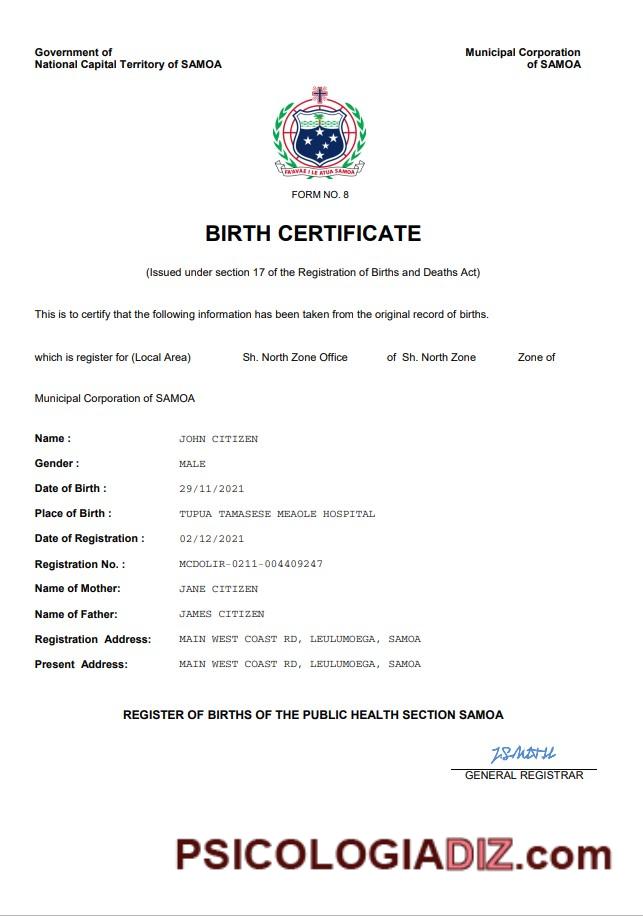 Government of
National Capital Territory of SAMOA
Municipal Corporation
of SAMOA
FA'AVAE I LE ATUA SAMOA
FORM NO. 8
BIRTH CERTIFICATE
(Issued under section 17 of the Registration of Births and Deaths Act)
This is to certify that the following information has been taken from the original record of births.
which is register for (Local Area) Sh. North Zone Office of Sh. North Zone Zone of
Municipal Corporation of SAMOA
Name : JOHN CITIZEN
Gender : MALE
Date of Birth : 29/11/2021
Place of Birth : TUPUA TAMASESE MEAOLE HOSPITAL
Date of Registration : 02/12/2021
Registration No. : MCDOLIR-0211-004409247
Name of Mother: JANE CITIZEN
Name of Father: JAMES CITIZEN
Registration Address: MAIN WEST COAST RD, LEULUMOEGA, SAMOA
Present Address: MAIN WEST COAST RD, LEULUMOEGA, SAMOA
REGISTER OF BIRTHS OF THE PUBLIC HEALTH SECTION SAMOA
GENERAL REGISTRAR
PSICOLOGIADIZ.com